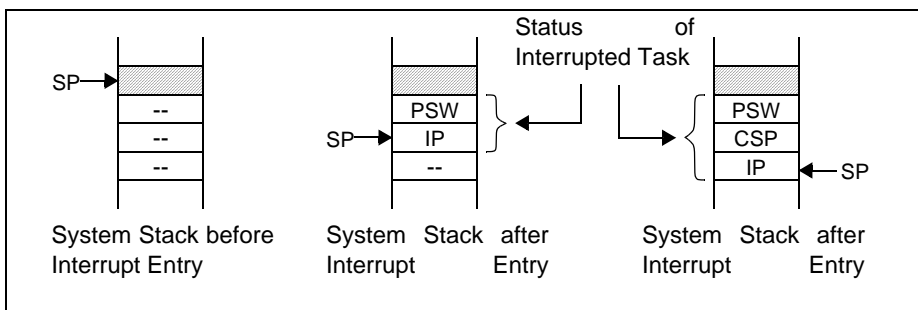 Status of
Interrupted Task
SP
--
--
--
PSW
SP
IP
--
PSW
CSP
IP
SP
System Stack before
Interrupt Entry
System Stack after
Interrupt Entry
System Stack after
Interrupt Entry